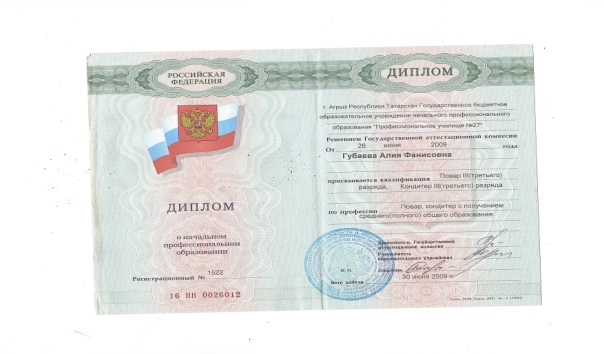 РОССИЙСКАЯ
ФЕДЕРАЦИЯ
ДИПЛОМ
о начальном
профессиональном
образовании
Регистрационный № 1522
16 НН 0026012
ДИПЛОМ
г. Агрыз Республики Татарстан Государственное бюджетное
образовательное учреждение начального профессионального
образования "Профессиональное училище №27"
Решением Государственной аттестационной комиссии
От 26 июня 2009 года
Губаева Алия Фанисовна
присваивается квалификация Повар III(третьего)
разряда, Кондитер III(третьего) разряда
по профессии Повар, кондитер с получением
среднего(полного) общего образования
Председатель Государственной
аттестационной комиссии
Руководитель
образовательного учреждения
Секретарь
М.П.
Дата выдачи 30 июня 2009 г.